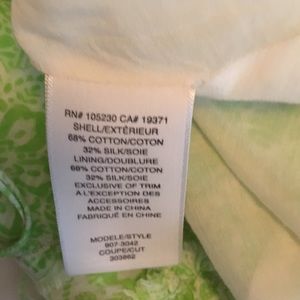 RN# 105230 CA# 19371
SHELL/EXTÉRIEUR
68% COTTON/COTON
32% SILK/SOIE
LINING/DOUBLURE
68% COTTON/COTON
32% SILK/SOIE
EXCLUSIVE OF TRIM
A L'EXCEPTION DES
ACCESSOIRES
MADE IN CHINA
FABRIQUÉ EN CHINE
MODELE/STYLE
907-3042
COUPE/CUT
303862